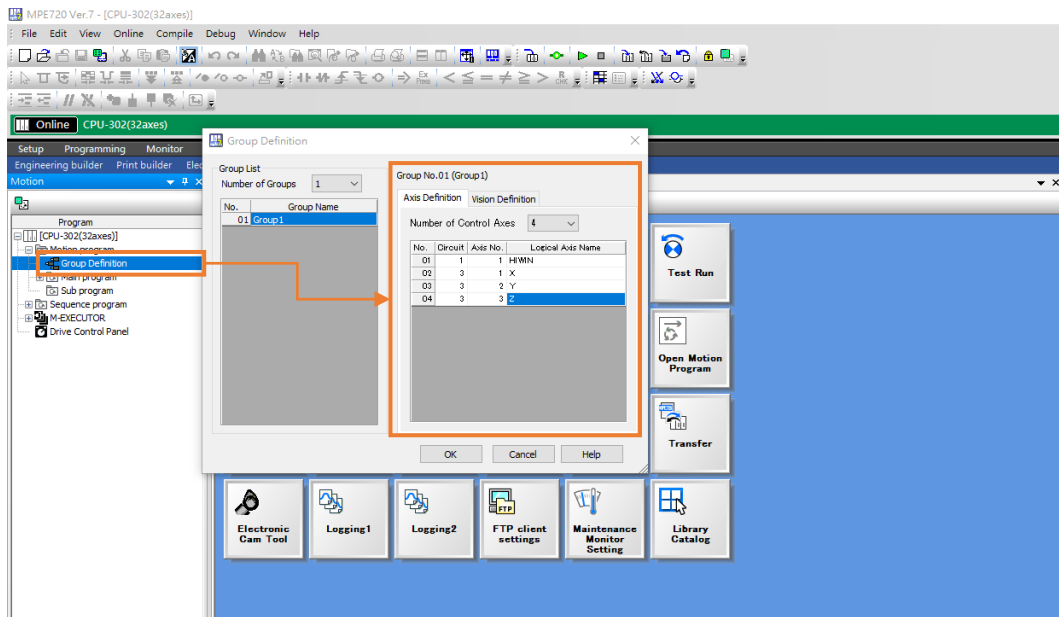 MPE720 Ver.7 - [CPU-302(32axes)]
File Edit View Online Compile Debug Window Help
Online CPU-302(32axes)
Setup Programming Monitor
Engineering builder Print builder Elec
Motion
Program
[CPU-302(32axes)]
Motion program
Group Definition
Main program
Sub program
Sequence program
M-EXECUTOR
Drive Control Panel
Group Definition
Group List
Number of Groups 1
No. Group Name
01 Group1
Group No.01 (Group1)
Axis Definition Vision Definition
Number of Control Axes 4
No. Circuit Axis No. Logical Axis Name
01 1 1 HIWIN
02 3 1 X
03 3 2 Y
04 3 3 Z
OK Cancel Help
Test Run
Open Motion
Program
Transfer
Electronic
Cam Tool
Logging1
Logging2
FTP
FTP client
settings
Maintenance
Monitor
Setting
Library
Catalog